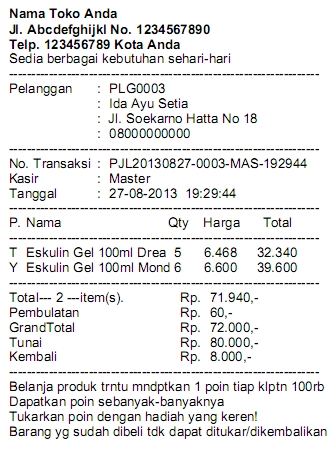 Nama Toko Anda
Jl. Abcdefghijkl No. 1234567890
Telp. 123456789 Kota Anda
Sedia berbagai kebutuhan sehari-hari
Pelanggan : PLG0003
: Ida Ayu Setia
: Jl. Soekarno Hatta No 18
: 08000000000
No. Transaksi : PJL20130827-0003-MAS-192944
Kasir : Master
Tanggal : 27-08-2013 19:29:44
P. Nama Qty Harga Total
T Eskulin Gel 100ml Drea 5 6.468 32.340
Y Eskulin Gel 100ml Mond 6 6.600 39.600
Total--- 2 ---item(s). Rp. 71.940,-
Pembulatan Rp. 60,-
GrandTotal Rp. 72.000,-
Tunai Rp. 80.000,-
Kembali Rp. 8.000,-
Belanja produk trntu mndptkan 1 poin tiap klptn 100rb
Dapatkan poin sebanyak-banyaknya
Tukarkan poin dengan hadiah yang keren!
Barang yg sudah dibeli tdk dapat ditukar/dikembalikan